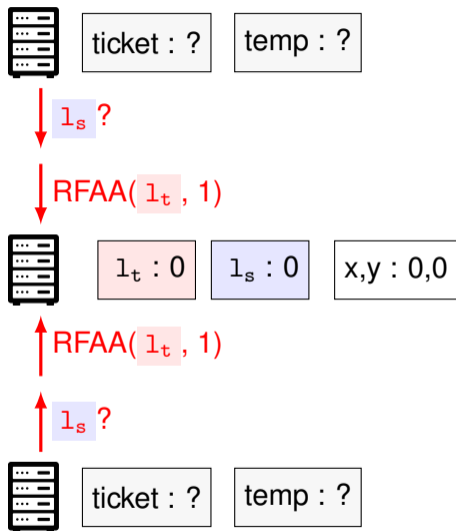 ticket : ? temp : ?
lₛ?
RFAA( lₜ , 1)
lₜ : 0 lₛ : 0 x,y : 0,0
RFAA( lₜ , 1)
lₛ?
ticket : ? temp : ?